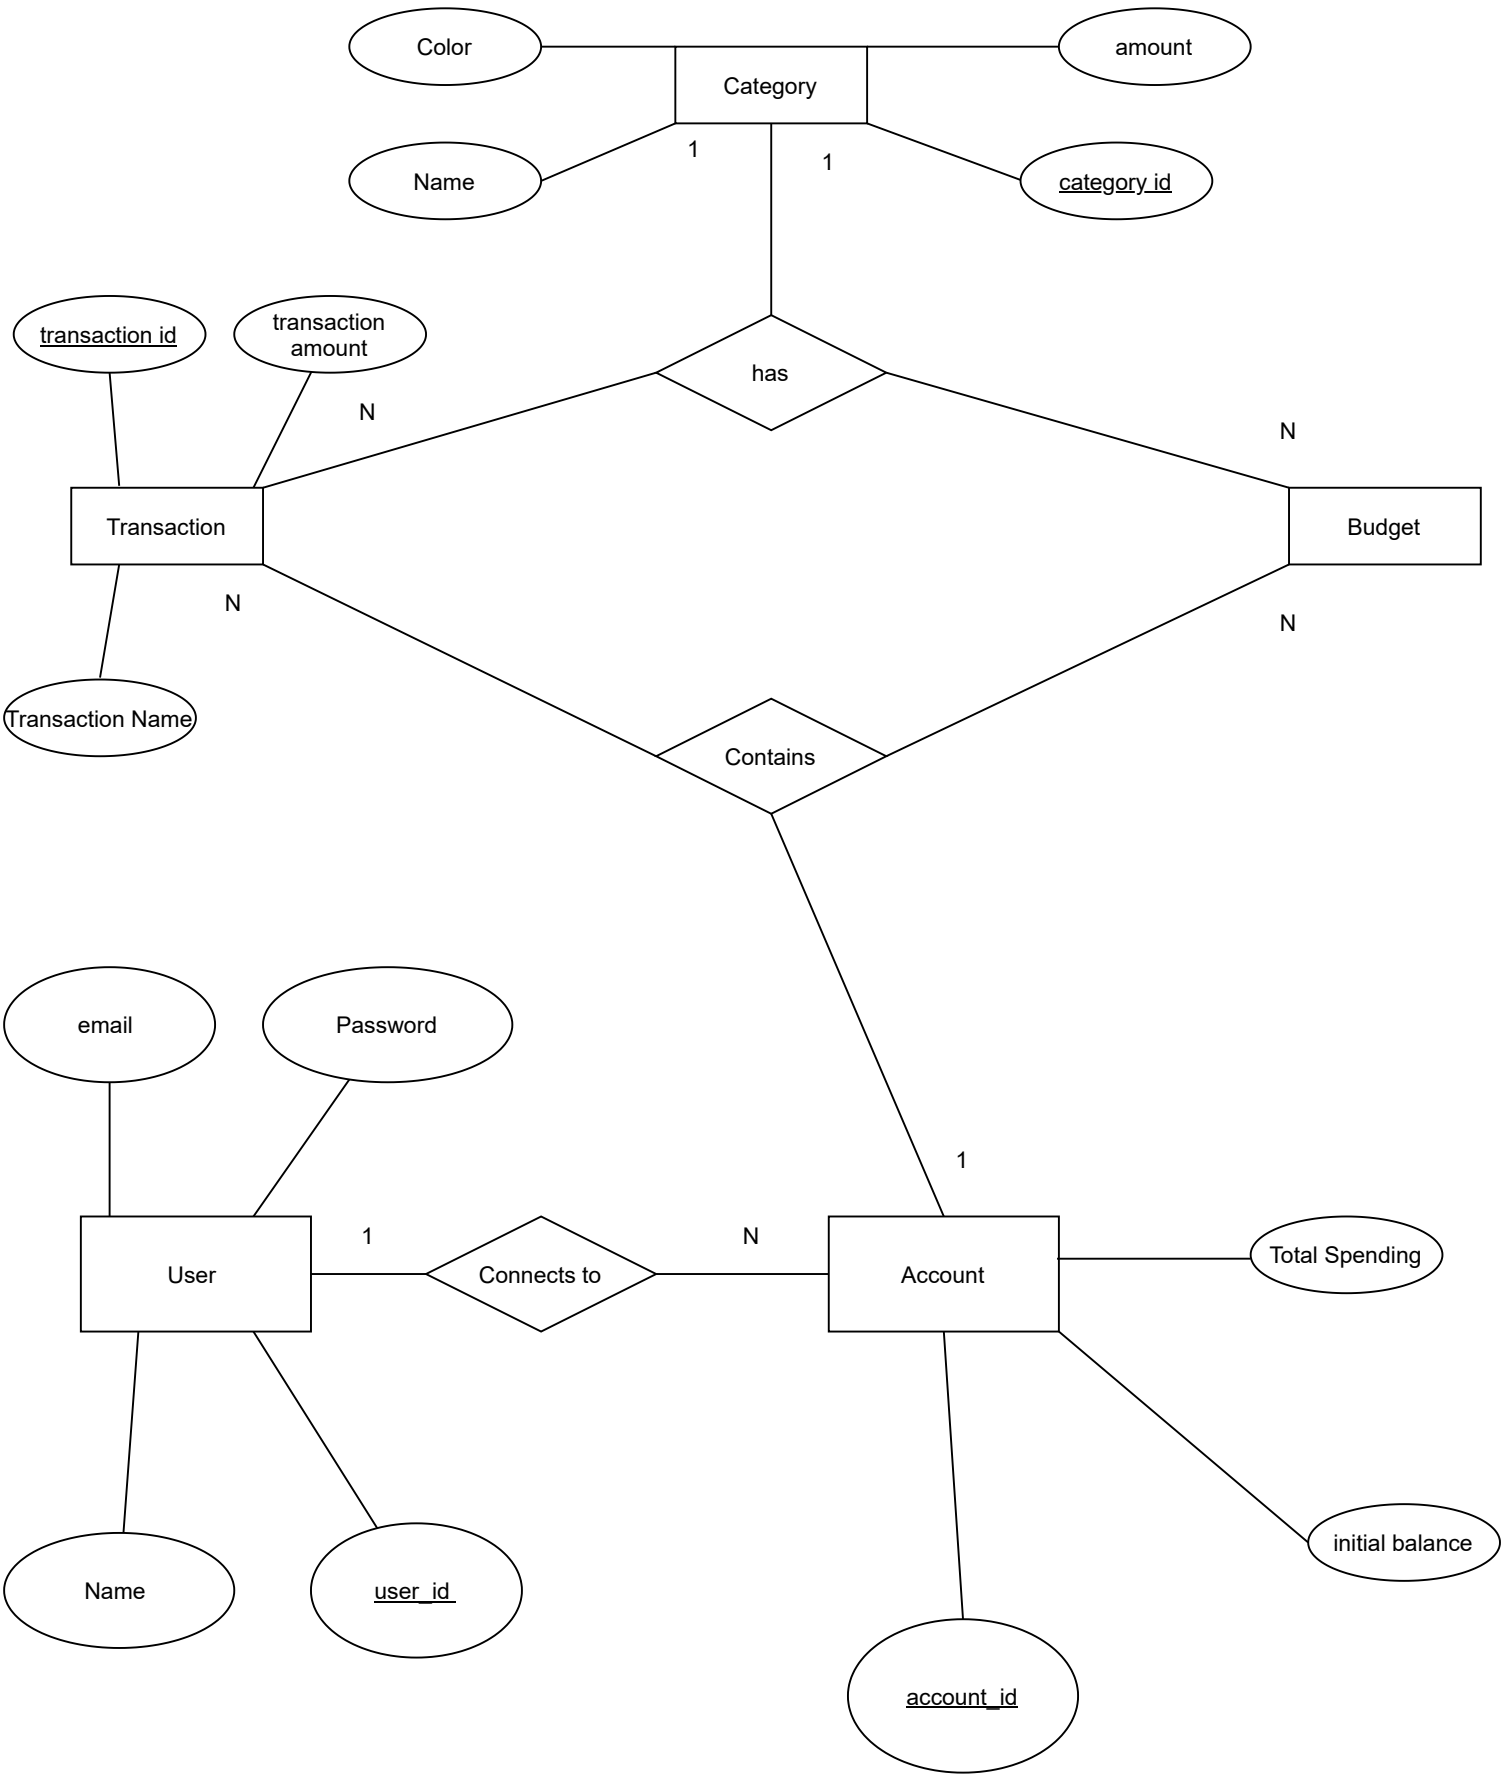 Color
amount
Category
1
1
Name
category id
transaction id
transaction
amount
has
N
N
Transaction
Budget
N
N
Transaction Name
Contains
email
Password
1
1
N
User
Connects to
Account
Total Spending
initial balance
Name
user_id
account_id